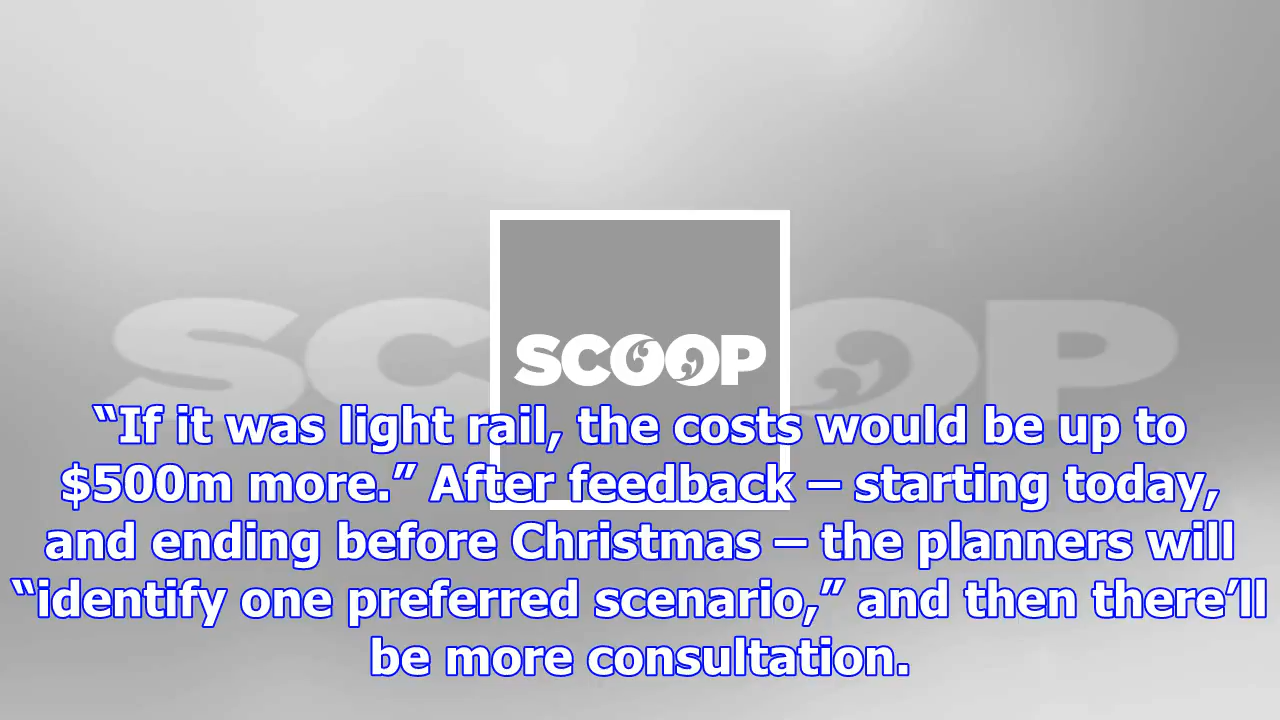 SCOOP
SCOOP
“If it was light rail, the costs would be up to
$500m more.” After feedback – starting today,
and ending before Christmas – the planners will
“identify one preferred scenario,” and then there’ll
be more consultation.